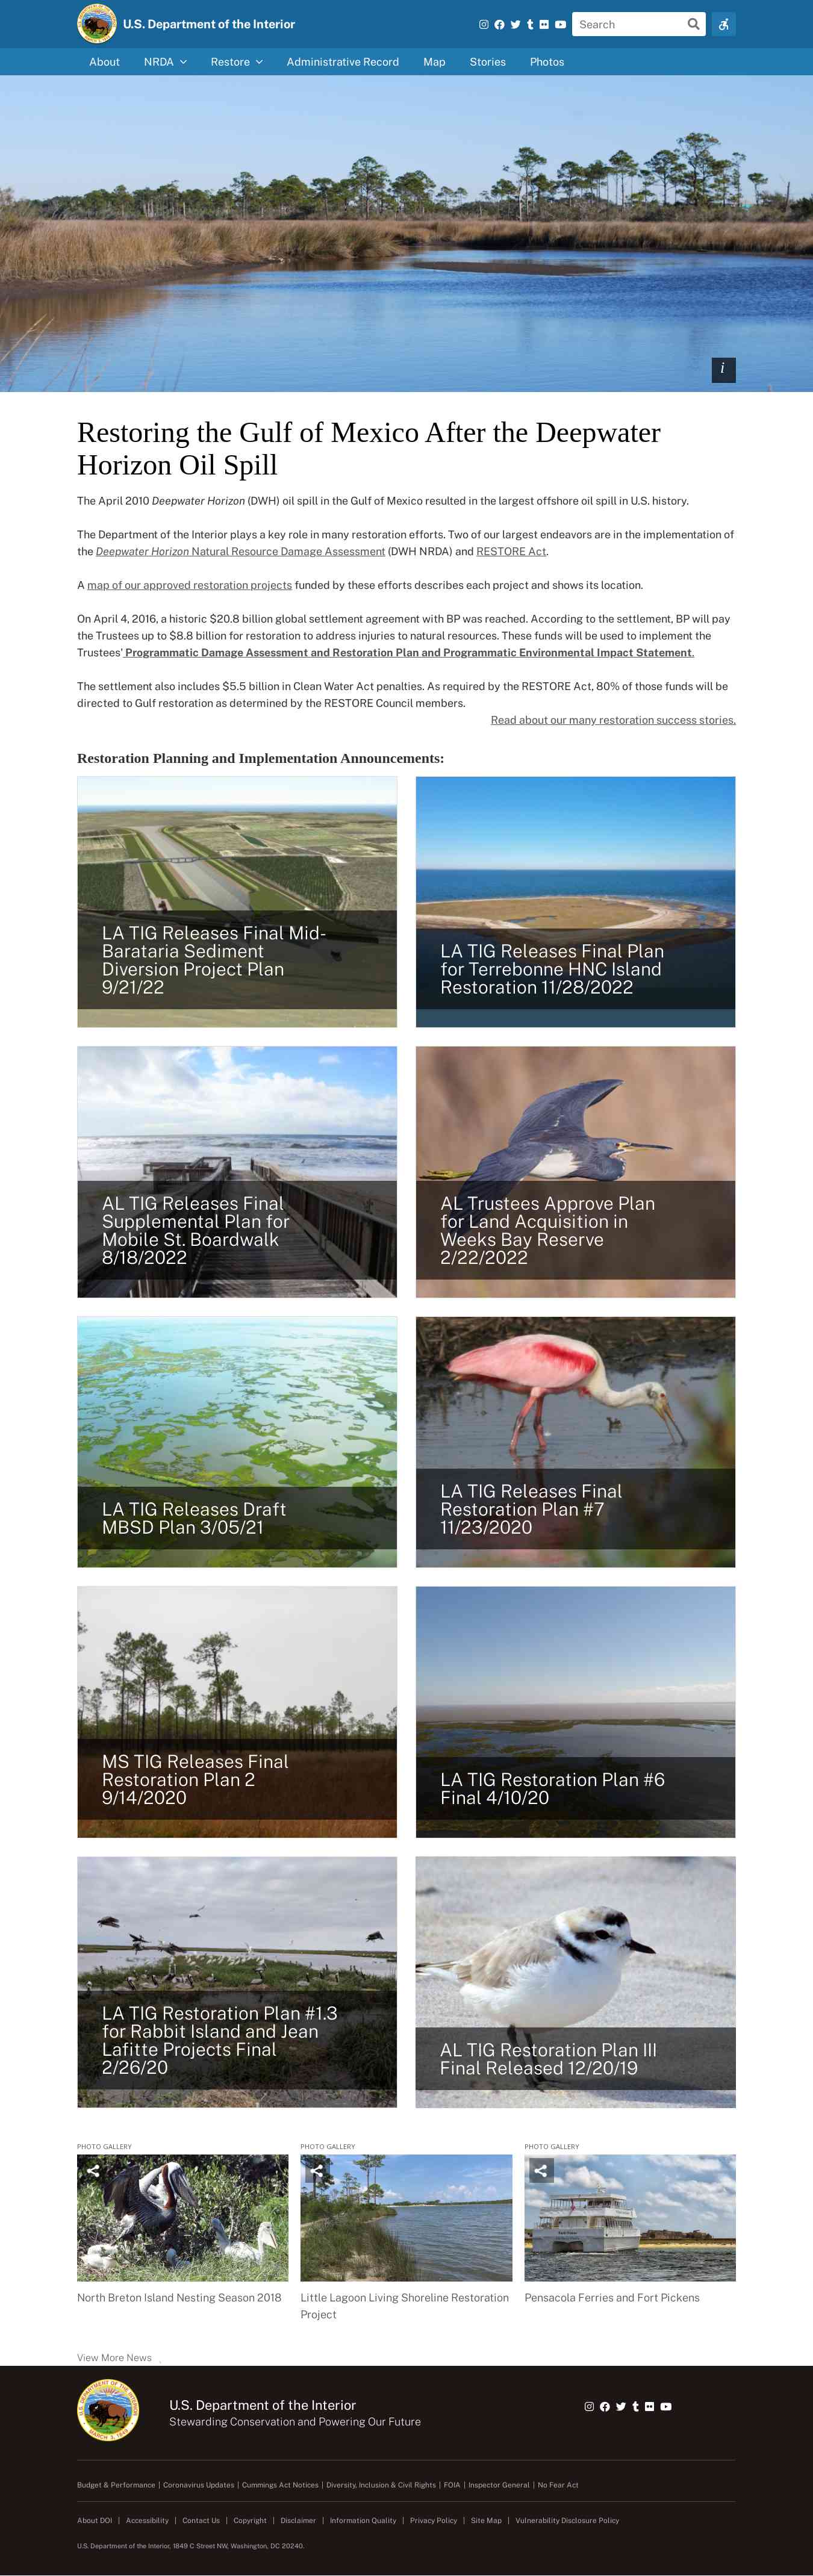 U.S. Department of the Interior
Search
About NRDA Restore Administrative Record Map Stories Photos
i
Restoring the Gulf of Mexico After the Deepwater
Horizon Oil Spill
The April 2010 Deepwater Horizon (DWH) oil spill in the Gulf of Mexico resulted in the largest offshore oil spill in U.S. history.
The Department of the Interior plays a key role in many restoration efforts. Two of our largest endeavors are in the implementation of
the Deepwater Horizon Natural Resource Damage Assessment (DWH NRDA) and RESTORE Act.
A map of our approved restoration projects funded by these efforts describes each project and shows its location.
On April 4, 2016, a historic $20.8 billion global settlement agreement with BP was reached. According to the settlement, BP will pay
the Trustees up to $8.8 billion for restoration to address injuries to natural resources. These funds will be used to implement the
Trustees' Programmatic Damage Assessment and Restoration Plan and Programmatic Environmental Impact Statement.
The settlement also includes $5.5 billion in Clean Water Act penalties. As required by the RESTORE Act, 80% of those funds will be
directed to Gulf restoration as determined by the RESTORE Council members.
Read about our many restoration success stories.
Restoration Planning and Implementation Announcements:
LA TIG Releases Final Mid-
Barataria Sediment
Diversion Project Plan
9/21/22
LA TIG Releases Final Plan
for Terrebonne HNC Island
Restoration 11/28/2022
AL TIG Releases Final
Supplemental Plan for
Mobile St. Boardwalk
8/18/2022
AL Trustees Approve Plan
for Land Acquisition in
Weeks Bay Reserve
2/22/2022
LA TIG Releases Draft
MBSD Plan 3/05/21
LA TIG Releases Final
Restoration Plan #7
11/23/2020
MS TIG Releases Final
Restoration Plan 2
9/14/2020
LA TIG Restoration Plan #6
Final 4/10/20
LA TIG Restoration Plan #1.3
for Rabbit Island and Jean
Lafitte Projects Final
2/26/20
AL TIG Restoration Plan III
Final Released 12/20/19
PHOTO GALLERY
North Breton Island Nesting Season 2018
PHOTO GALLERY
Little Lagoon Living Shoreline Restoration
Project
PHOTO GALLERY
Pensacola Ferries and Fort Pickens
View More News
U.S. DEPARTMENT OF THE INTERIOR
MARCH 3, 1849
U.S. Department of the Interior
Stewarding Conservation and Powering Our Future
Budget & Performance | Coronavirus Updates | Cummings Act Notices | Diversity, Inclusion & Civil Rights | FOIA | Inspector General | No Fear Act
About DOI | Accessibility | Contact Us | Copyright | Disclaimer | Information Quality | Privacy Policy | Site Map | Vulnerability Disclosure Policy
U.S. Department of the Interior, 1849 C Street NW, Washington, DC 20240.